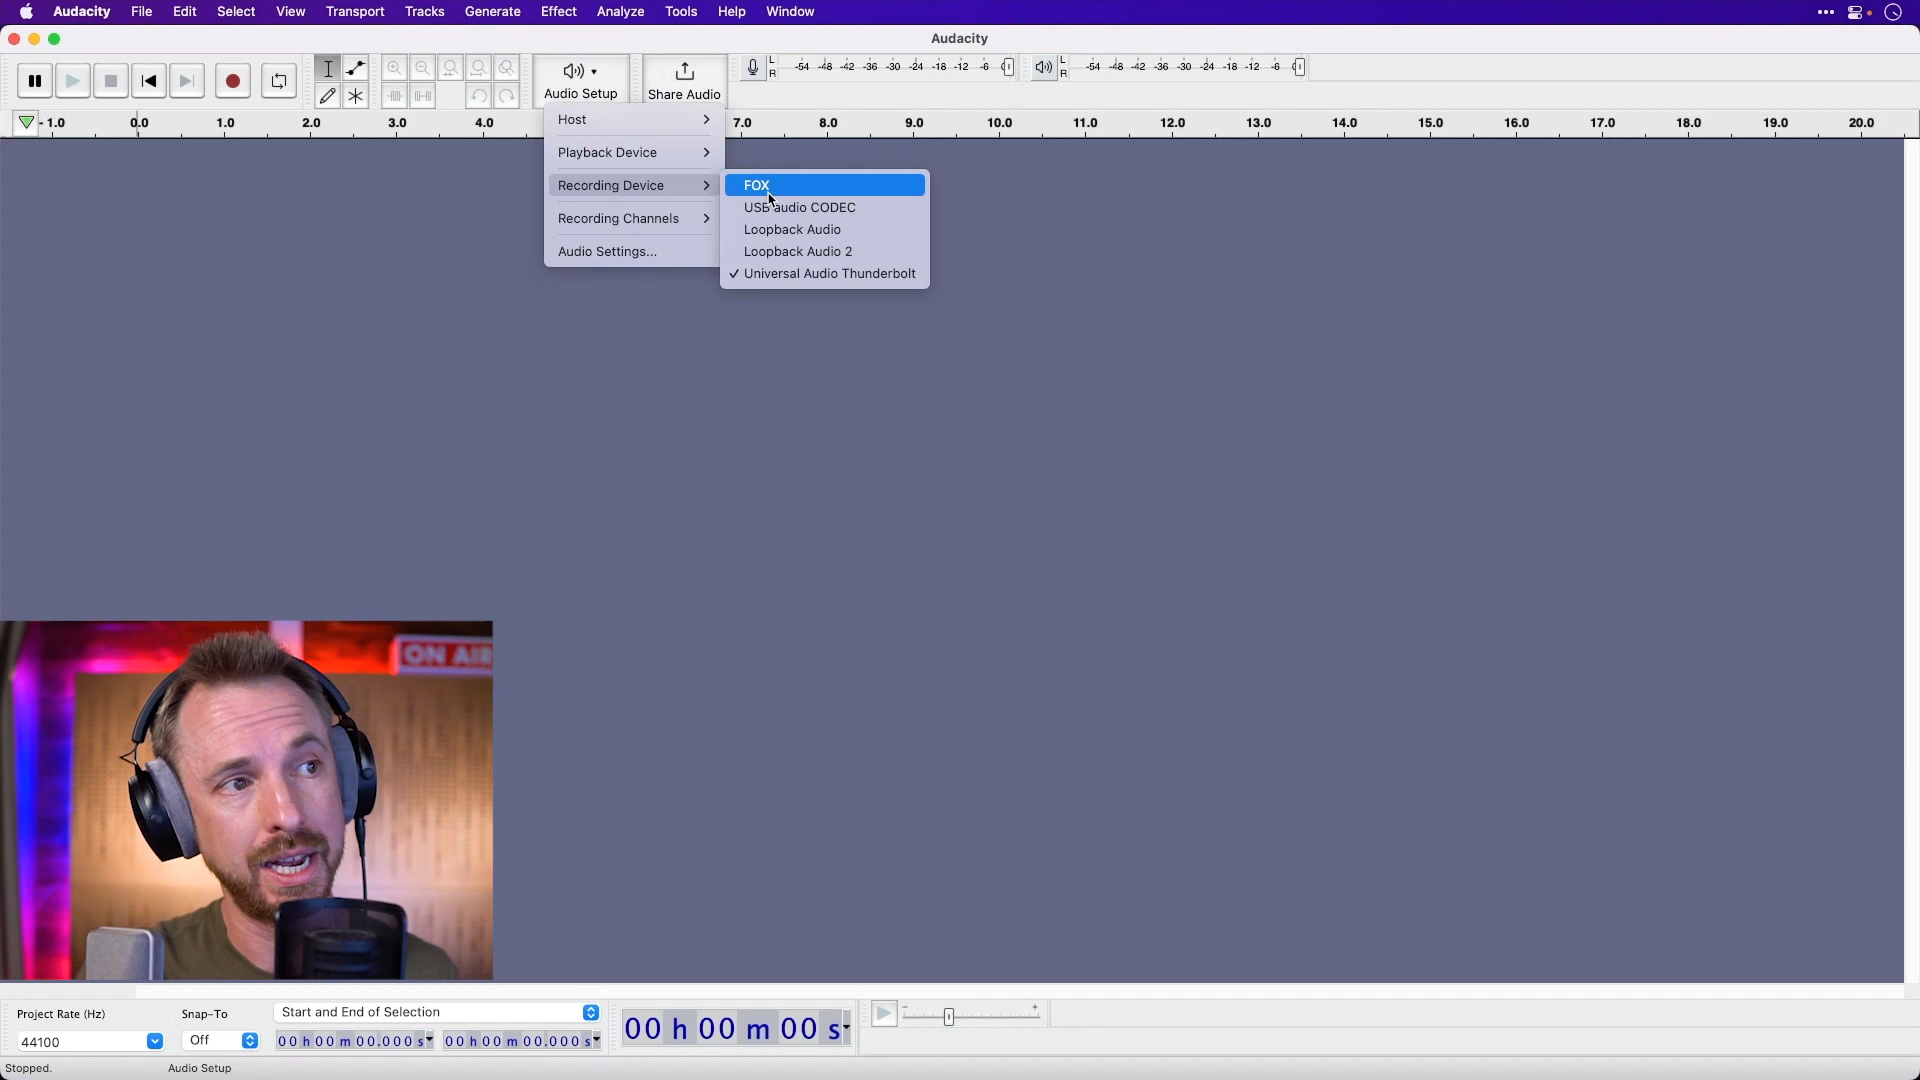 Audacity File Edit Select View Transport Tracks Generate Effect Analyze Tools Help Window
Audacity
Audio Setup
Share Audio
L
R
-54 -48 -42 -36 -30 -24 -18 -12 -6
L
R
-54 -48 -42 -36 -30 -24 -18 -12 -6
-1.0 0.0 1.0 2.0 3.0 4.0 7.0 8.0 9.0 10.0 11.0 12.0 13.0 14.0 15.0 16.0 17.0 18.0 19.0 20.0
Host
Playback Device
Recording Device
Recording Channels
Audio Settings...
FOX
USB audio CODEC
Loopback Audio
Loopback Audio 2
✓ Universal Audio Thunderbolt
ON AIR
Project Rate (Hz)
44100
Snap-To
Off
Start and End of Selection
00 h 00 m 00.000 s
00 h 00 m 00.000 s
00 h 00 m 00 s
- +
Stopped.
Audio Setup